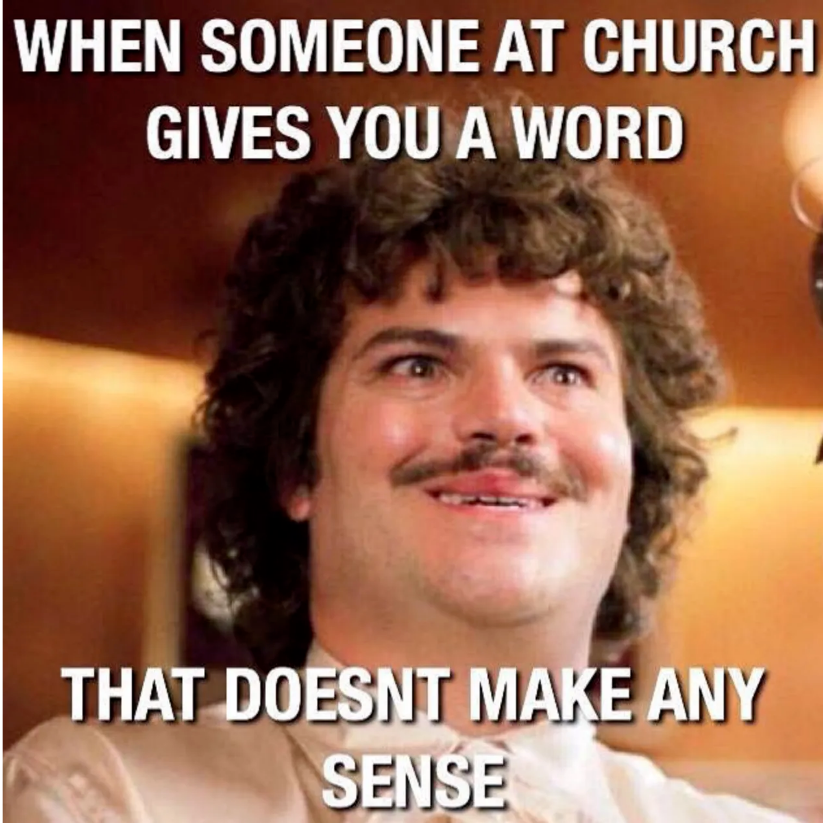 WHEN SOMEONE AT CHURCH
GIVES YOU A WORD
THAT DOESNT MAKE ANY
SENSE